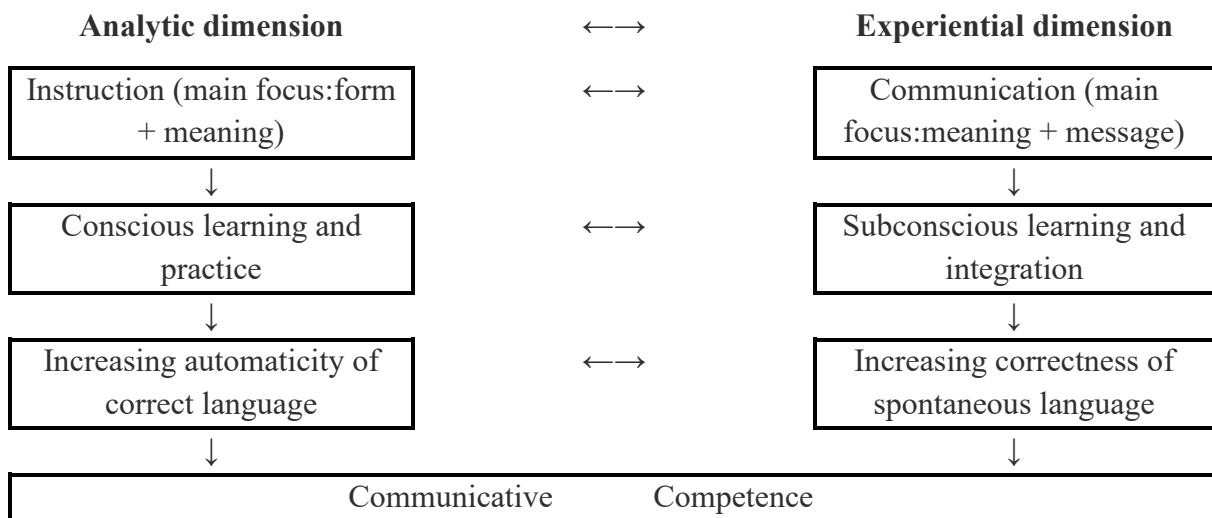 Analytic dimension ←→ Experiential dimension
Instruction (main focus:form ←→ Communication (main
+ meaning) focus:meaning + message)
↓ ↓
Conscious learning and ←→ Subconscious learning and
practice integration
↓ ↓
Increasing automaticity of ←→ Increasing correctness of
correct language spontaneous language
↓ ↓
Communicative Competence